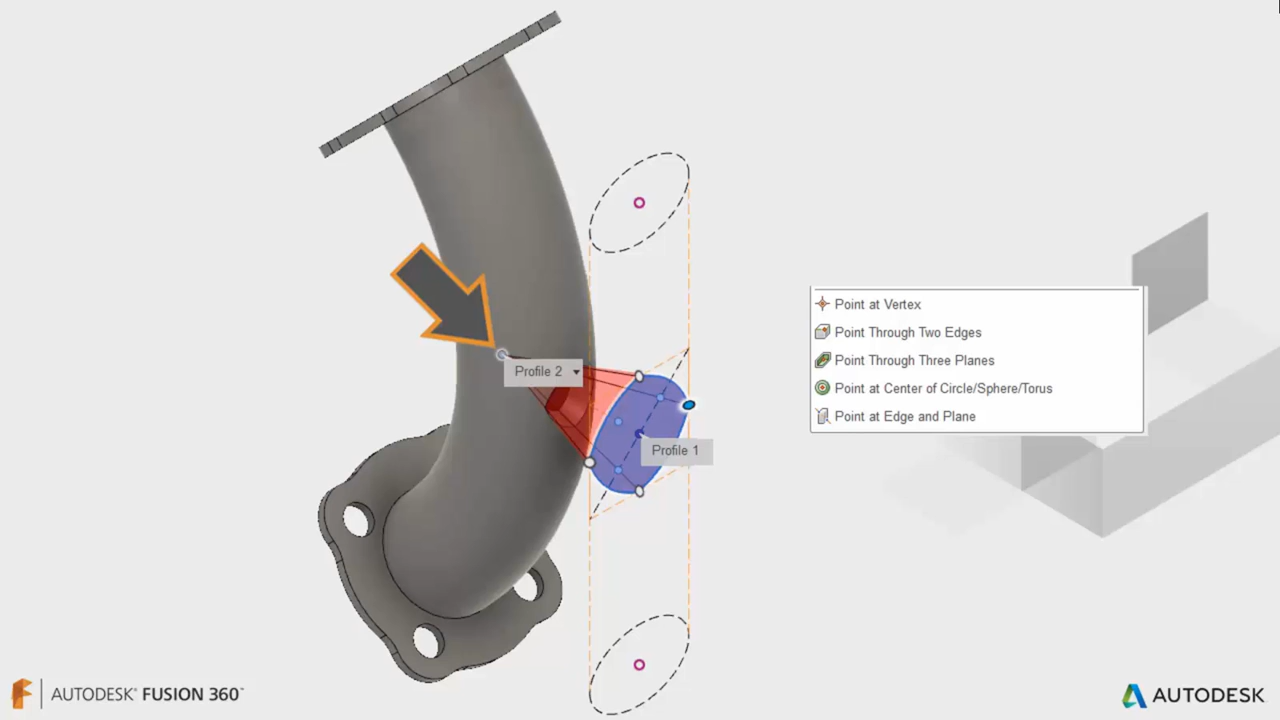 Profile 2
Profile 1
Point at Vertex
Point Through Two Edges
Point Through Three Planes
Point at Center of Circle/Sphere/Torus
Point at Edge and Plane
AUTODESK® FUSION 360™
AUTODESK.